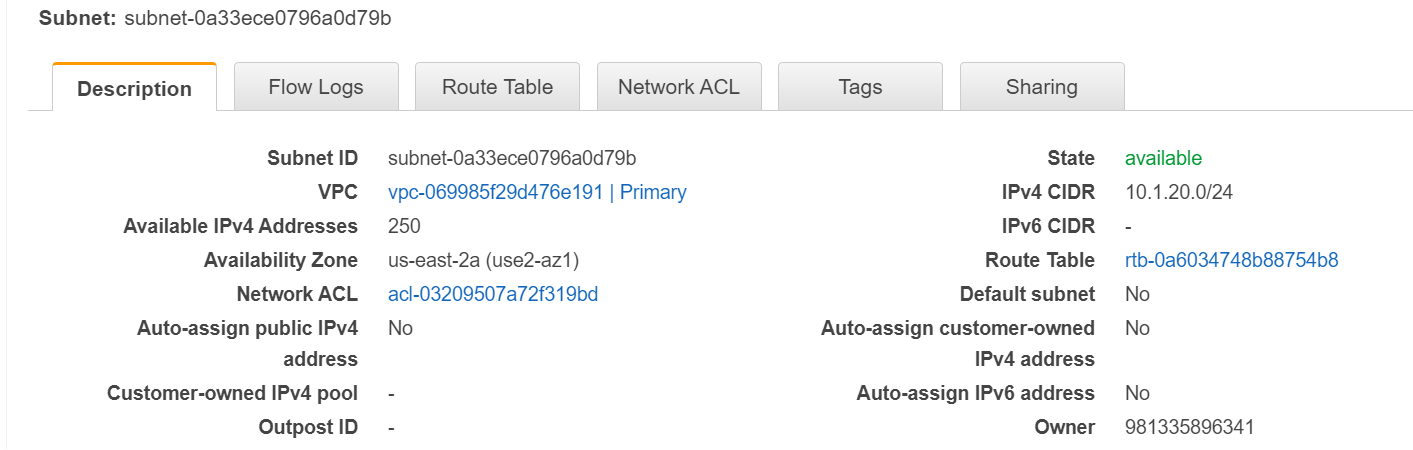 Subnet: subnet-0a33ece0796a0d79b
Description Flow Logs Route Table Network ACL Tags Sharing
Subnet ID subnet-0a33ece0796a0d79b State available
VPC vpc-069985f29d476e191 | Primary IPv4 CIDR 10.1.20.0/24
Available IPv4 Addresses 250 IPv6 CIDR -
Availability Zone us-east-2a (use2-az1) Route Table rtb-0a6034748b88754b8
Network ACL acl-03209507a72f319bd Default subnet No
Auto-assign public IPv4 No Auto-assign customer-owned No
address IPv4 address
Customer-owned IPv4 pool - Auto-assign IPv6 address No
Outpost ID - Owner 981335896341